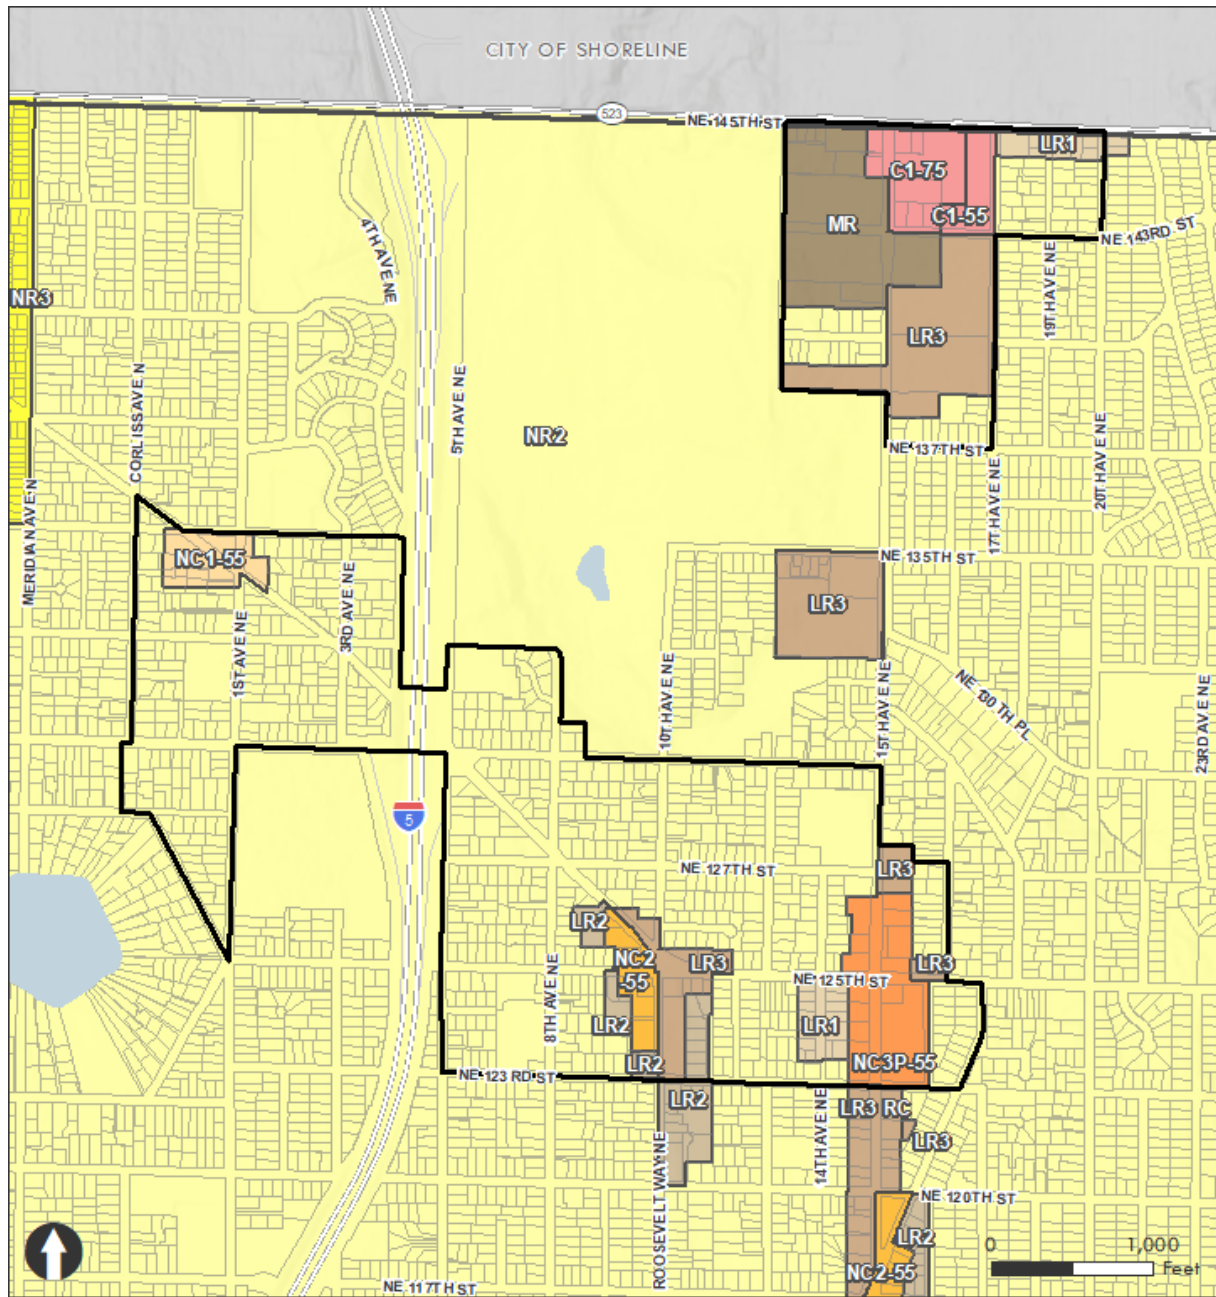 CITY OF SHORELINE
523
NE 145TH ST
LR1
C1-75
C1-55
MR
NE 143RD ST
4TH AVE NE
19TH AVE NE
NR3
LR3
CORLISS AVE N
5TH AVE NE
NR2
20TH AVE NE
NE 137TH ST
MERIDIAN AVE N
17TH AVE NE
NC1-55
NE 135TH ST
3RD AVE NE
LR3
1ST AVE NE
10TH AVE NE
15TH AVE NE
NE 130TH PL
23RD AVE NE
5
NE 127TH ST
LR3
LR2
NC2
-55
LR3
LR3
NE 125TH ST
8TH AVE NE
LR2
LR1
LR2
NC3P-55
NE 123RD ST
LR2
14TH AVE NE
LR3 RC
LR3
ROOSEVELT WAY NE
NE 120TH ST
LR2
NC2-55
0
1,000
Feet
NE 117TH ST